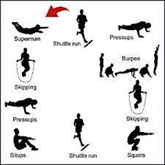 Superman
Shuttle run
Pressups
Burpee
Skipping
Skipping
Pressups
Situps
Shuttle run
Squats